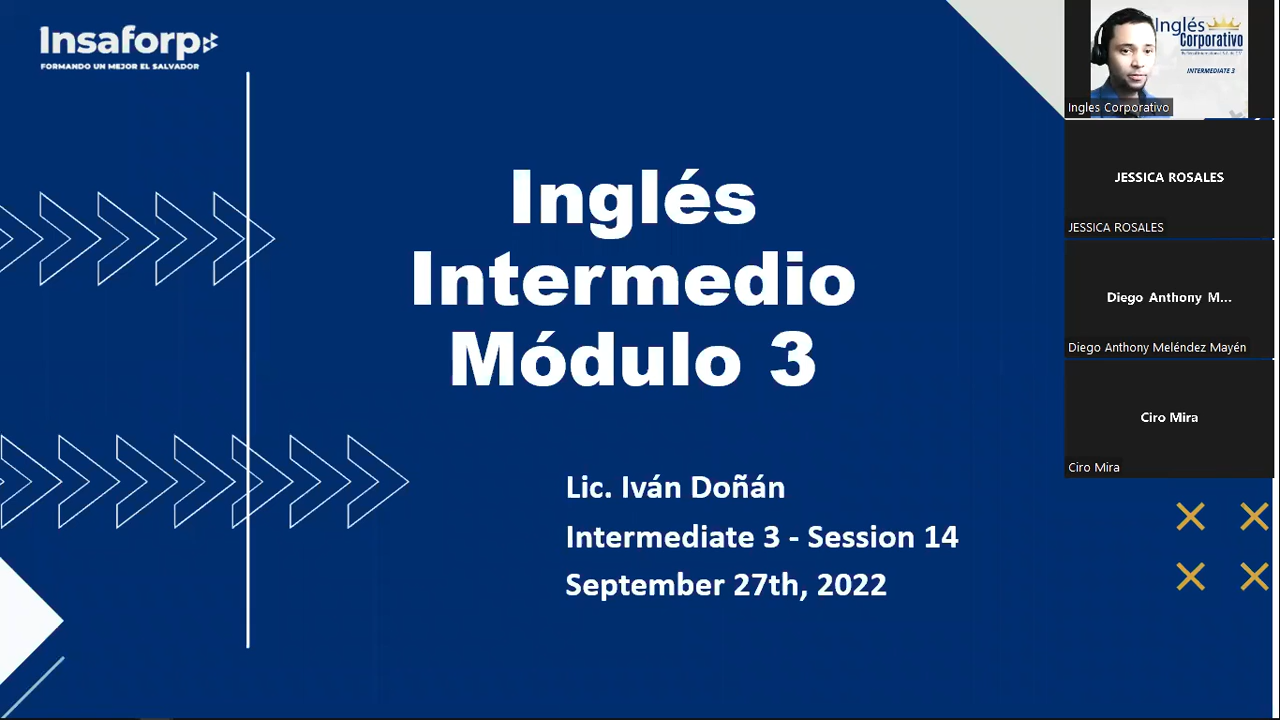 Insaforp
FORMANDO UN MEJOR EL SALVADOR
Inglés
Intermedio
Módulo 3
Lic. Iván Doñán
Intermediate 3 - Session 14
September 27th, 2022
Inglés
Corporativo
INTERMEDIATE 3
Ingles Corporativo
JESSICA ROSALES
JESSICA ROSALES
Diego Anthony M...
Diego Anthony Meléndez Mayén
Ciro Mira
Ciro Mira